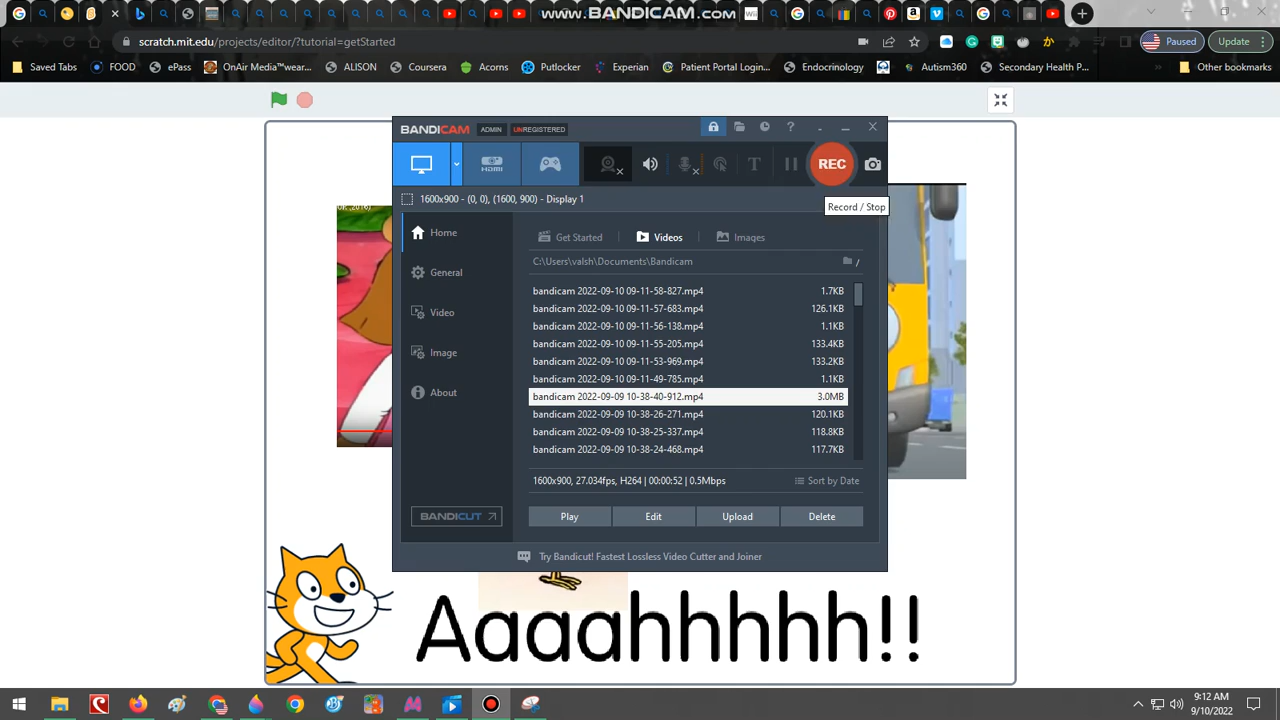 www.BANDICAM.com
scratch.mit.edu/projects/editor/?tutorial=getStarted
Paused
Update
Saved Tabs
FOOD
ePass
OnAir Media™wear...
ALISON
Coursera
Acorns
Putlocker
Experian
Patient Portal Login...
Endocrinology
Autism360
Secondary Health P...
»
Other bookmarks
BANDICAM
ADMIN
UNREGISTERED
HDMI
REC
1600x900 - (0, 0), (1600, 900) - Display 1
Record / Stop
Home
General
Video
Image
About
BANDICUT
Get Started
Videos
Images
C:\Users\valsh\Documents\Bandicam
bandicam 2022-09-10 09-11-58-827.mp4 1.7KB
bandicam 2022-09-10 09-11-57-683.mp4 126.1KB
bandicam 2022-09-10 09-11-56-138.mp4 1.1KB
bandicam 2022-09-10 09-11-55-205.mp4 133.4KB
bandicam 2022-09-10 09-11-53-969.mp4 133.2KB
bandicam 2022-09-10 09-11-49-785.mp4 1.1KB
bandicam 2022-09-09 10-38-40-912.mp4 3.0MB
bandicam 2022-09-09 10-38-26-271.mp4 120.1KB
bandicam 2022-09-09 10-38-25-337.mp4 118.8KB
bandicam 2022-09-09 10-38-24-468.mp4 117.7KB
1600x900, 27.034fps, H264 | 00:00:52 | 0.5Mbps
Sort by Date
Play
Edit
Upload
Delete
Try Bandicut! Fastest Lossless Video Cutter and Joiner
Aaaahhhhh!!
9:12 AM
9/10/2022